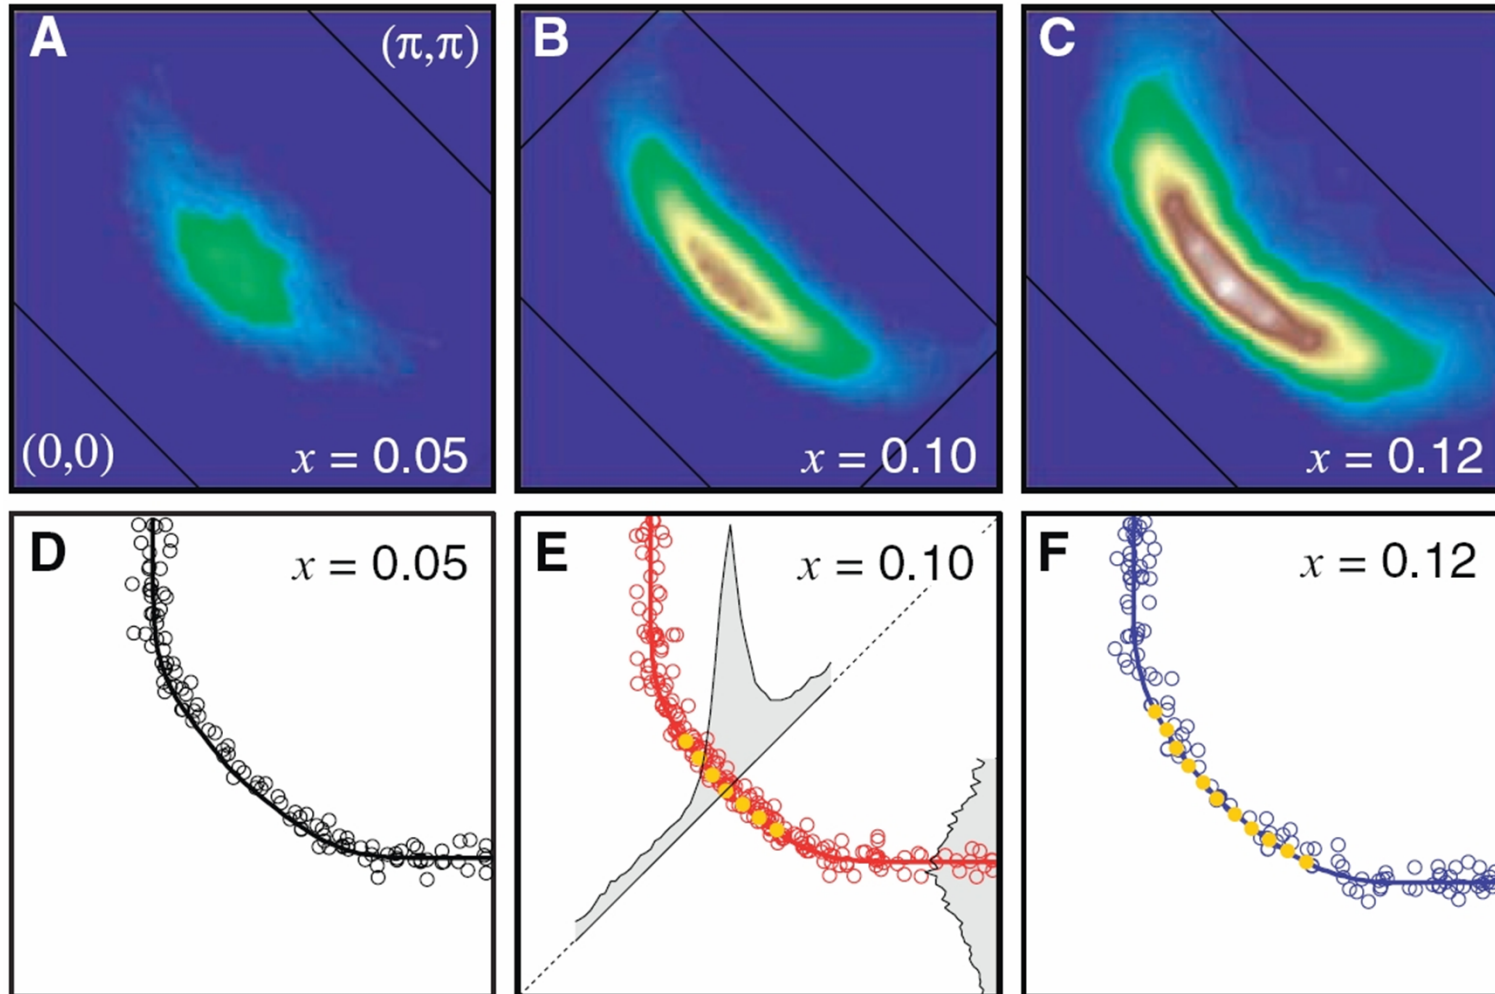 A
(π,π)
(0,0)
x = 0.05
B
x = 0.10
C
x = 0.12
D
x = 0.05
E
x = 0.10
F
x = 0.12